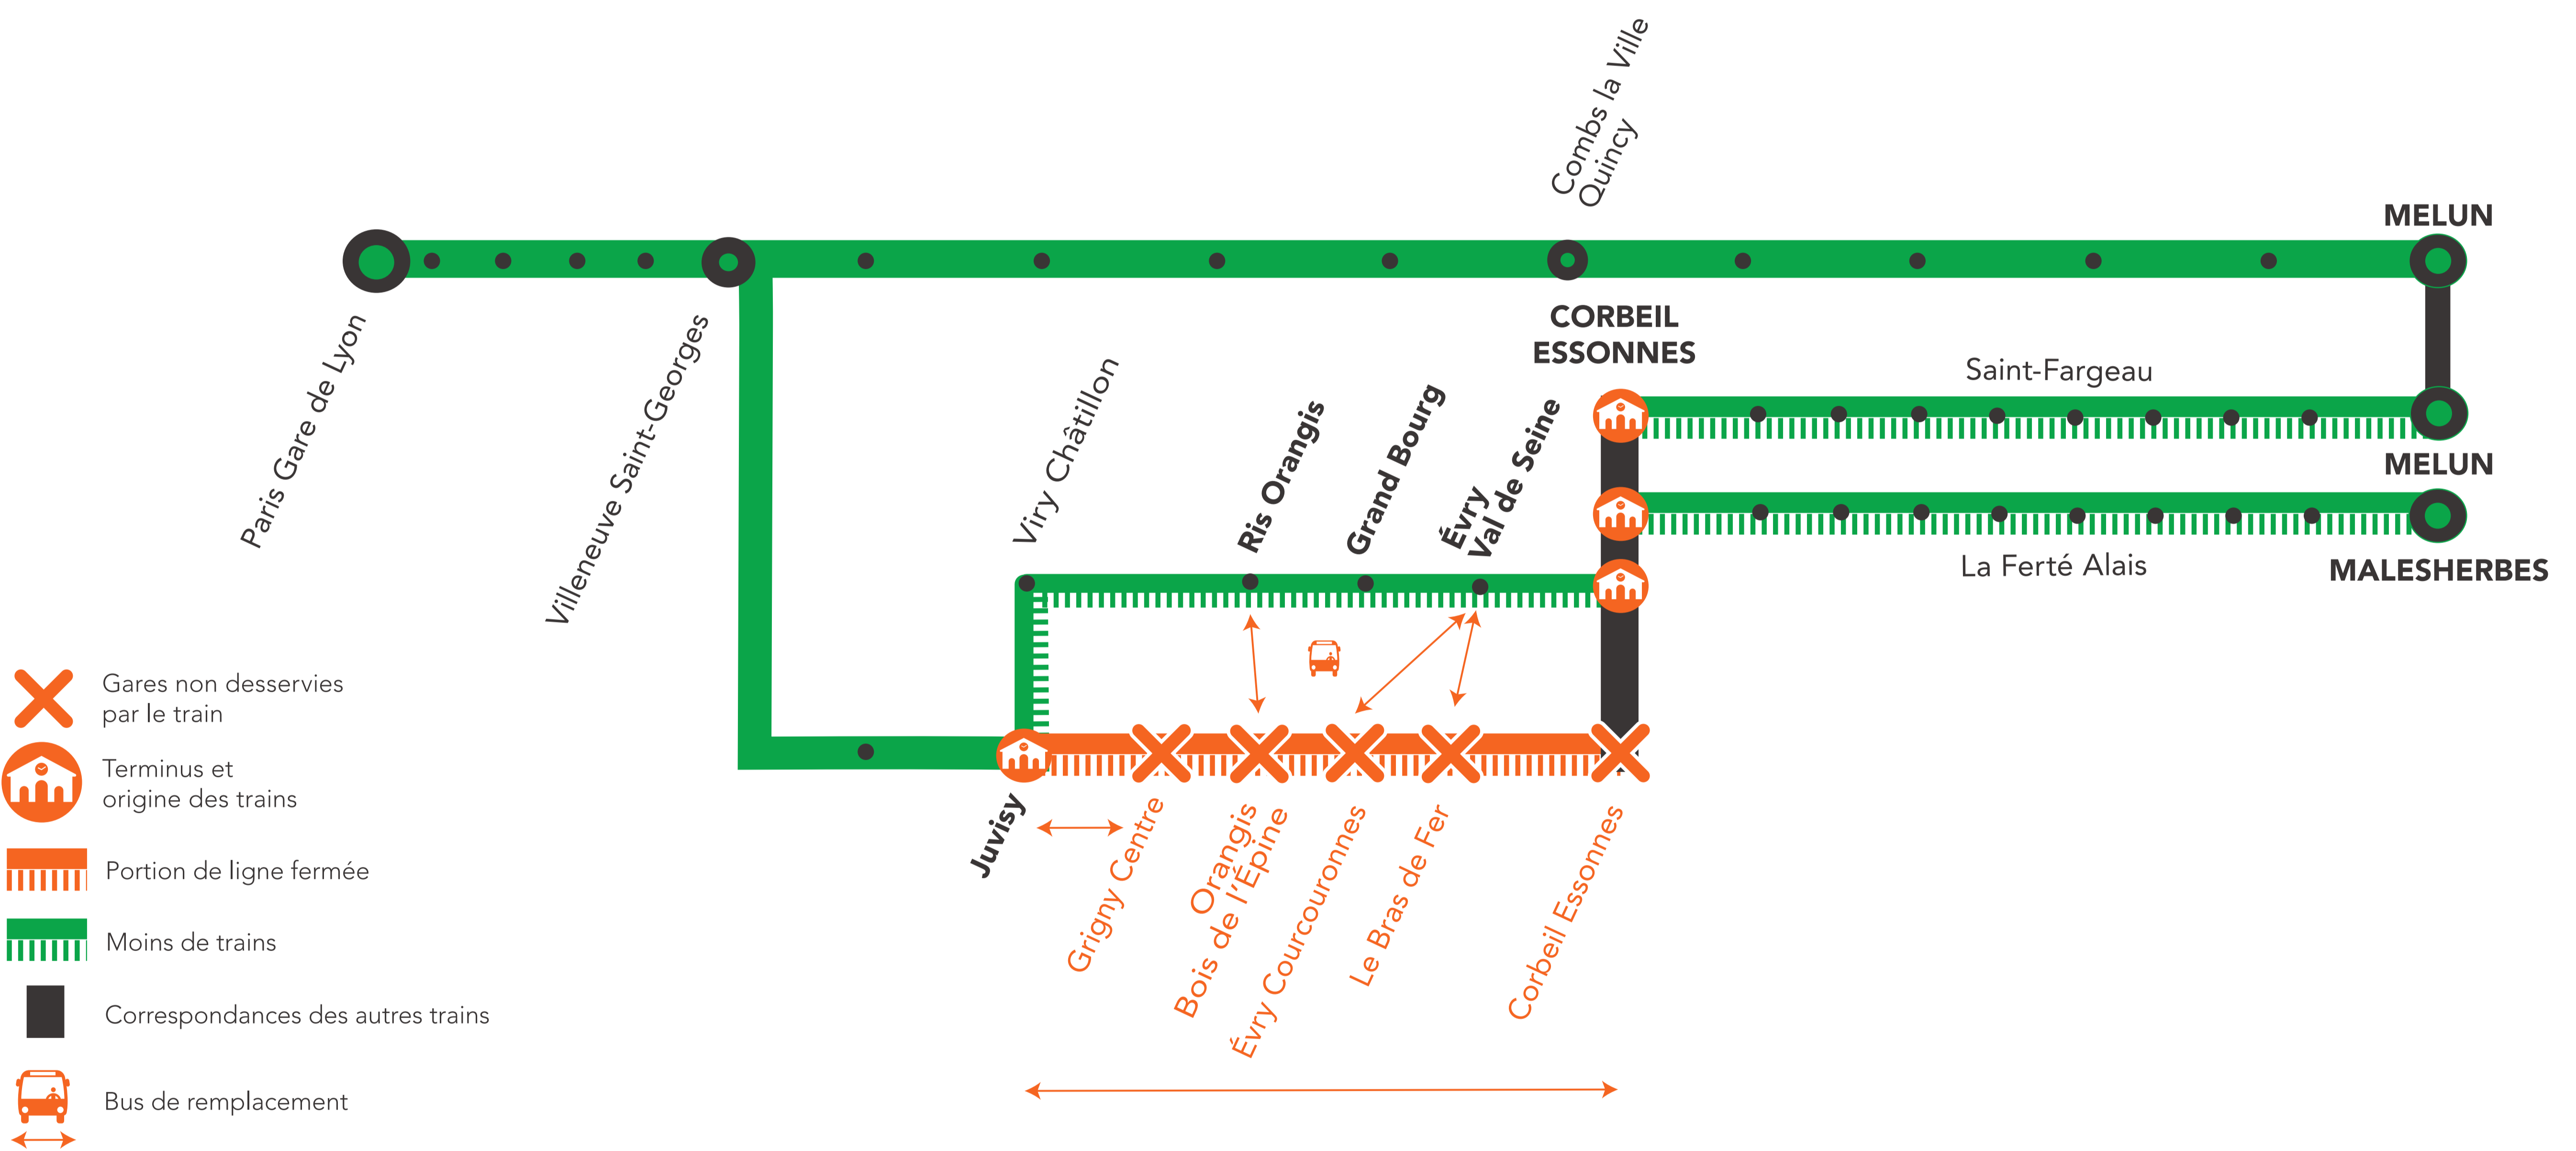 Combs la Ville
Quincy
MELUN
Paris Gare de Lyon
Villeneuve Saint-Georges
CORBEIL
ESSONNES
Saint-Fargeau
MELUN
La Ferté Alais
MALESHERBES
Viry Châtillon
Ris Orangis
Grand Bourg
Évry
Val de Seine
Juvisy
Grigny Centre
Orangis
Bois de l'Épine
Évry Courcouronnes
Le Bras de Fer
Corbeil Essonnes
Gares non desservies
par le train
Terminus et
origine des trains
Portion de ligne fermée
Moins de trains
Correspondances des autres trains
Bus de remplacement